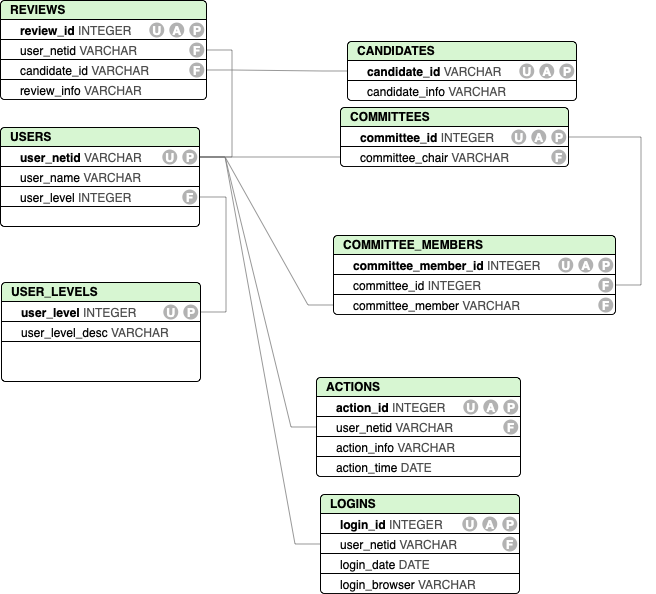 REVIEWS
review_id INTEGER U A P
user_netid VARCHAR F
candidate_id VARCHAR F
review_info VARCHAR
CANDIDATES
candidate_id VARCHAR U A P
candidate_info VARCHAR
COMMITTEES
committee_id INTEGER U A P
committee_chair VARCHAR F
USERS
user_netid VARCHAR U P
user_name VARCHAR
user_level INTEGER F
COMMITTEE_MEMBERS
committee_member_id INTEGER U A P
committee_id INTEGER F
committee_member VARCHAR F
USER_LEVELS
user_level INTEGER U P
user_level_desc VARCHAR
ACTIONS
action_id INTEGER U A P
user_netid VARCHAR F
action_info VARCHAR
action_time DATE
LOGINS
login_id INTEGER U A P
user_netid VARCHAR F
login_date DATE
login_browser VARCHAR